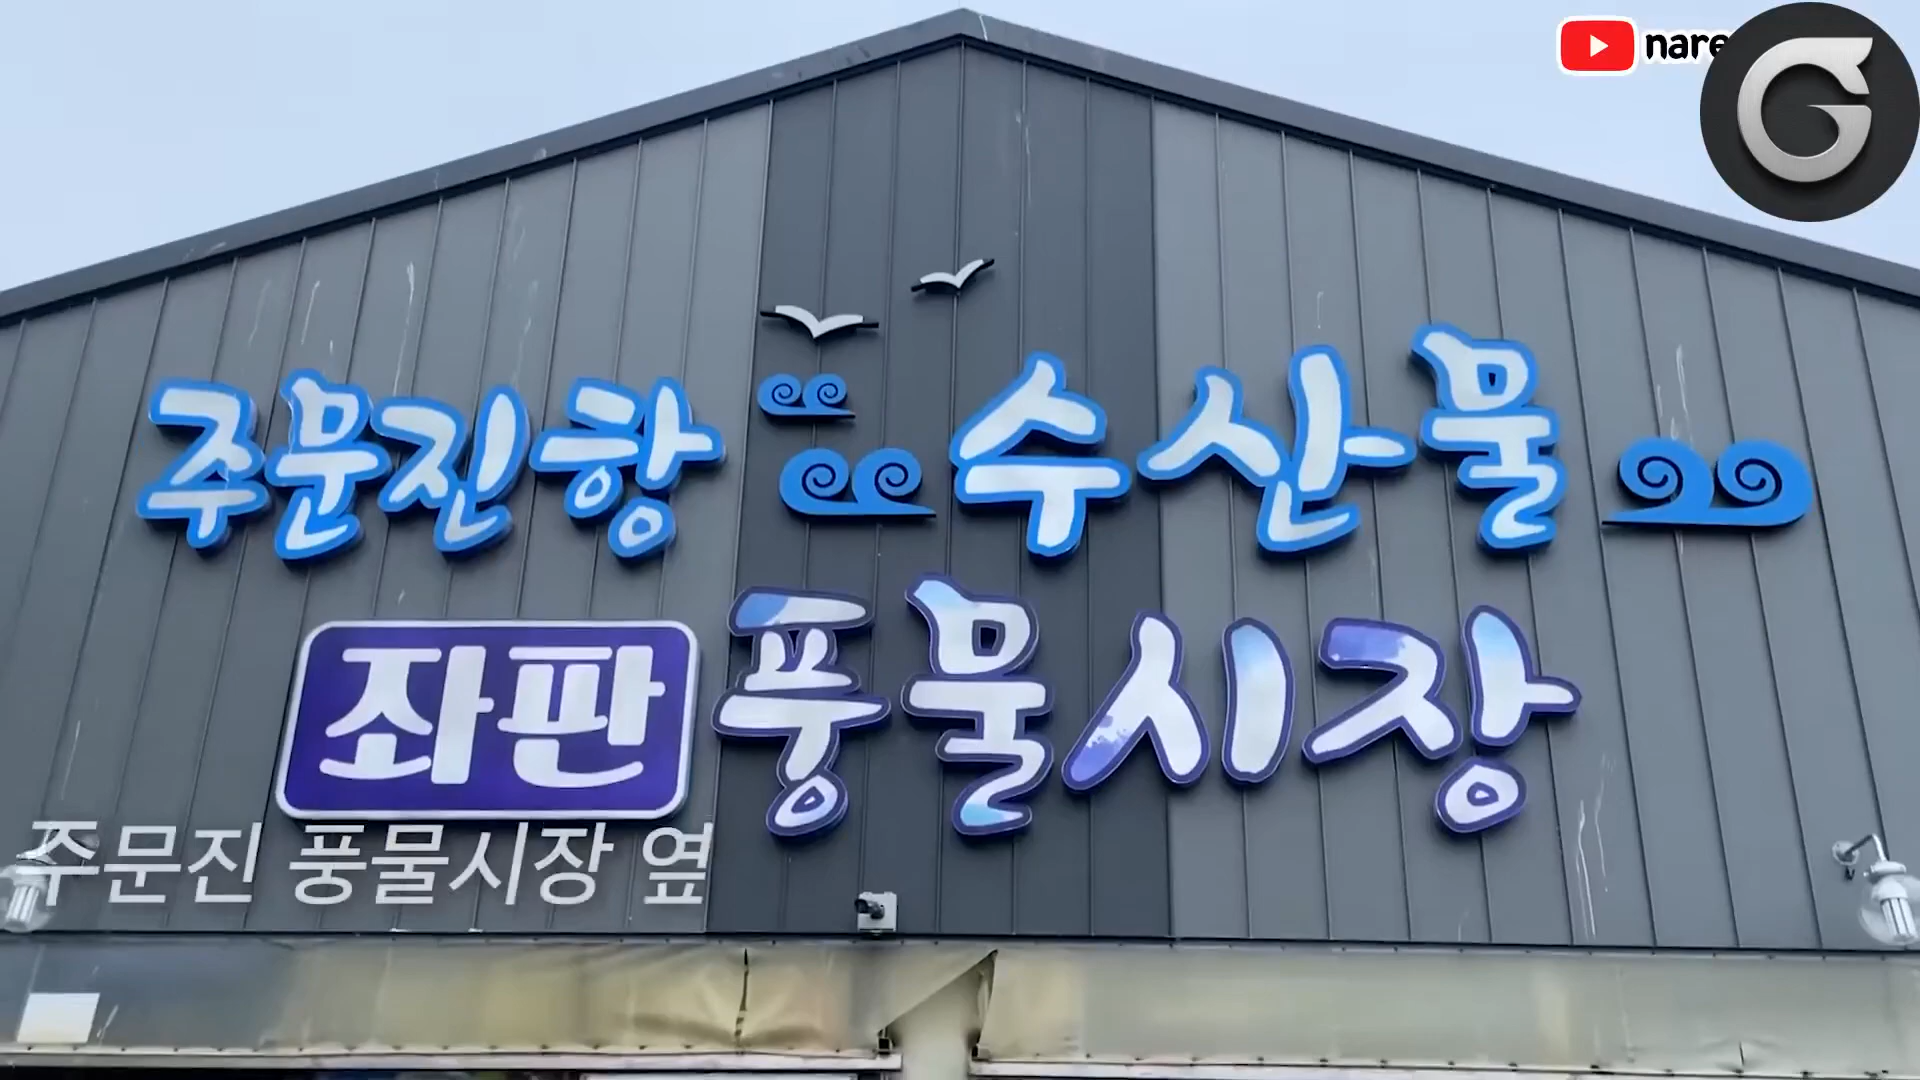 주문진항 수산물
좌판 풍물시장
주문진 풍물시장 옆